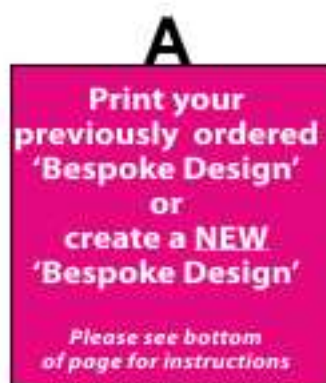 A
Print your
previously ordered
‘Bespoke Design’
or
create a NEW
‘Bespoke Design’
Please see bottom
of page for instructions